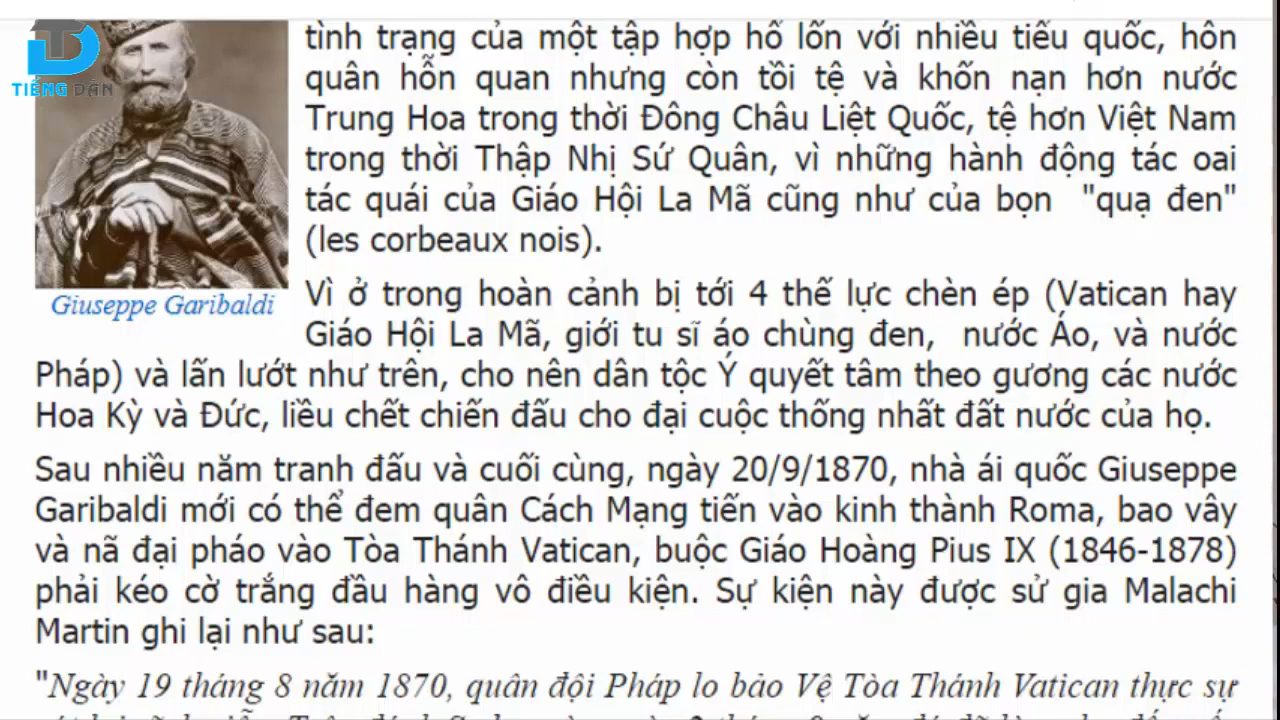 TIẾNG DÂN
tình trạng của một tập hợp hổ lốn với nhiều tiểu quốc, hôn
quân hỗn quan nhưng còn tồi tệ và khốn nạn hơn nước
Trung Hoa trong thời Đông Châu Liệt Quốc, tệ hơn Việt Nam
trong thời Thập Nhị Sứ Quân, vì những hành động tác oai
tác quái của Giáo Hội La Mã cũng như của bọn "quạ đen"
(les corbeaux nois).
Giuseppe Garibaldi
Vì ở trong hoàn cảnh bị tới 4 thế lực chèn ép (Vatican hay
Giáo Hội La Mã, giới tu sĩ áo chùng đen, nước Áo, và nước
Pháp) và lấn lướt như trên, cho nên dân tộc Ý quyết tâm theo gương các nước
Hoa Kỳ và Đức, liều chết chiến đấu cho đại cuộc thống nhất đất nước của họ.
Sau nhiều năm tranh đấu và cuối cùng, ngày 20/9/1870, nhà ái quốc Giuseppe
Garibaldi mới có thể đem quân Cách Mạng tiến vào kinh thành Roma, bao vây
và nã đại pháo vào Tòa Thánh Vatican, buộc Giáo Hoàng Pius IX (1846-1878)
phải kéo cờ trắng đầu hàng vô điều kiện. Sự kiện này được sử gia Malachi
Martin ghi lại như sau:
"Ngày 19 tháng 8 năm 1870, quân đội Pháp lo bảo Vệ Tòa Thánh Vatican thực sự